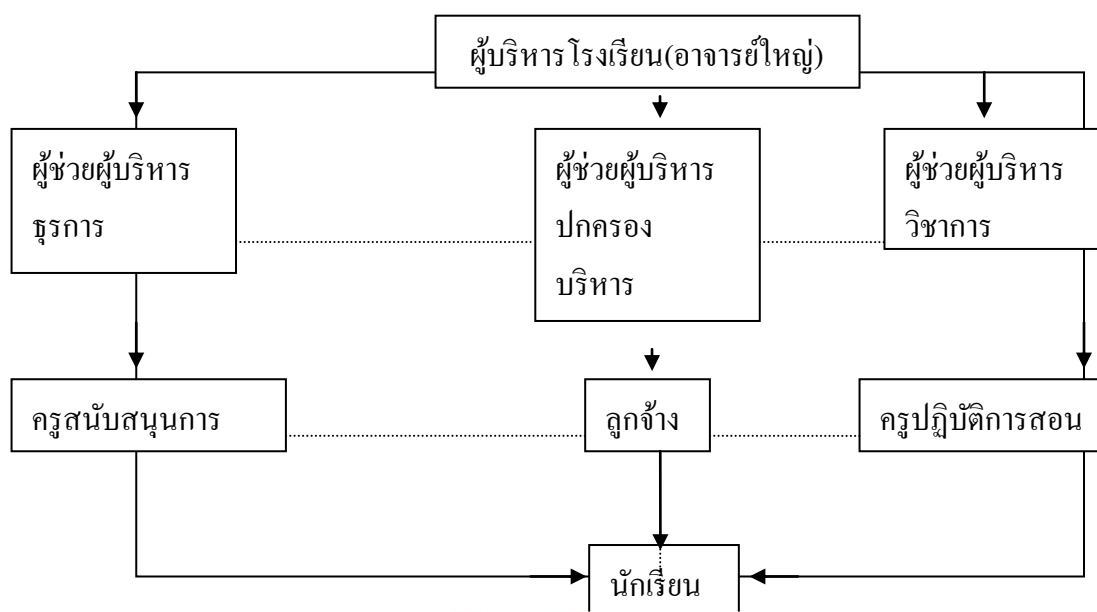 ผู้บริหารโรงเรียน(อาจารย์ใหญ่)
ผู้ช่วยผู้บริหาร
ธุรการ
ผู้ช่วยผู้บริหาร
ปกครอง
บริหาร
ผู้ช่วยผู้บริหาร
วิชาการ
ครูสนับสนุนการ
ลูกจ้าง
ครูปฏิบัติการสอน
นักเรียน